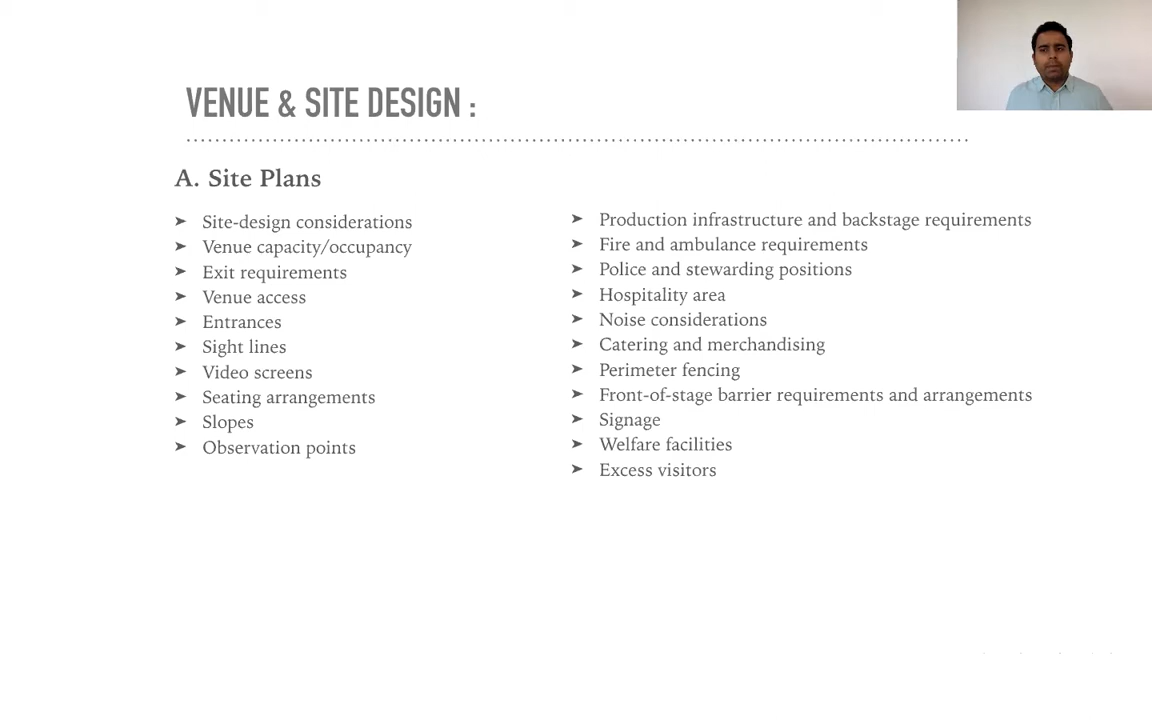 VENUE & SITE DESIGN :
A. Site Plans
➤ Site-design considerations
➤ Venue capacity/occupancy
➤ Exit requirements
➤ Venue access
➤ Entrances
➤ Sight lines
➤ Video screens
➤ Seating arrangements
➤ Slopes
➤ Observation points
➤ Production infrastructure and backstage requirements
➤ Fire and ambulance requirements
➤ Police and stewarding positions
➤ Hospitality area
➤ Noise considerations
➤ Catering and merchandising
➤ Perimeter fencing
➤ Front-of-stage barrier requirements and arrangements
➤ Signage
➤ Welfare facilities
➤ Excess visitors